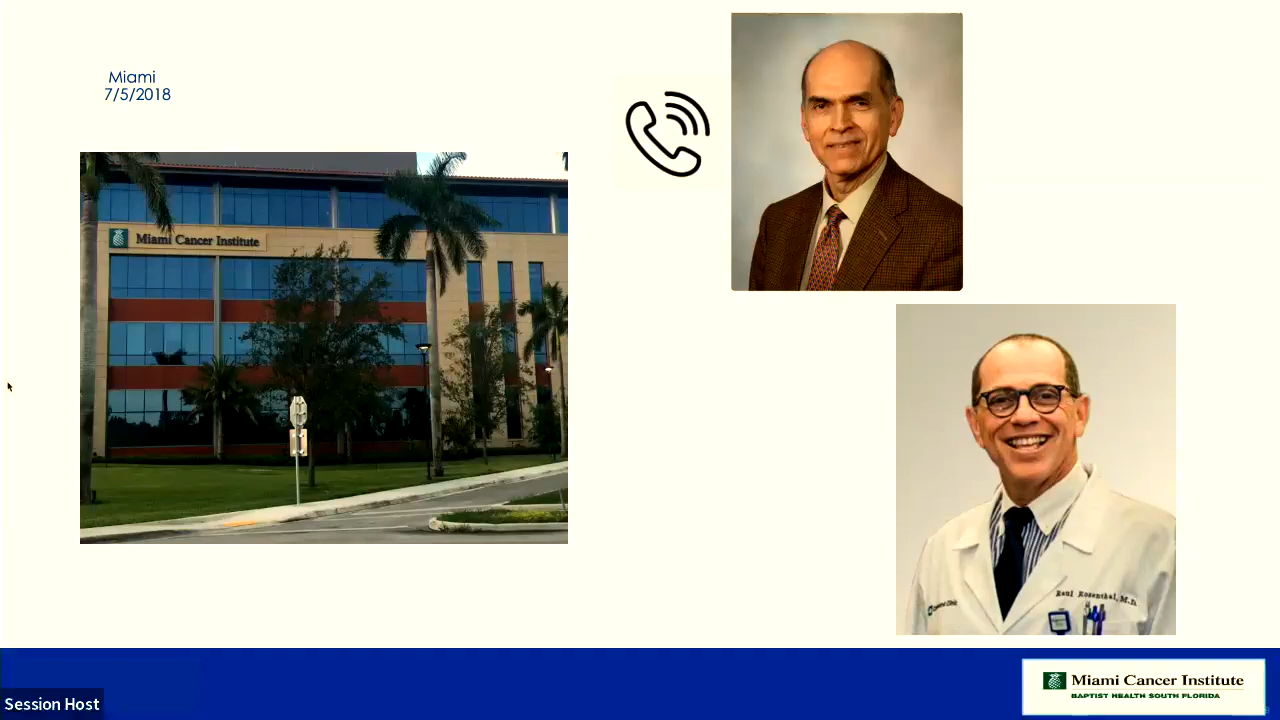 Miami
7/5/2018
Miami Cancer Institute
Raul Rosenthal, M.D.
Session Host
Miami Cancer Institute
BAPTIST HEALTH SOUTH FLORIDA